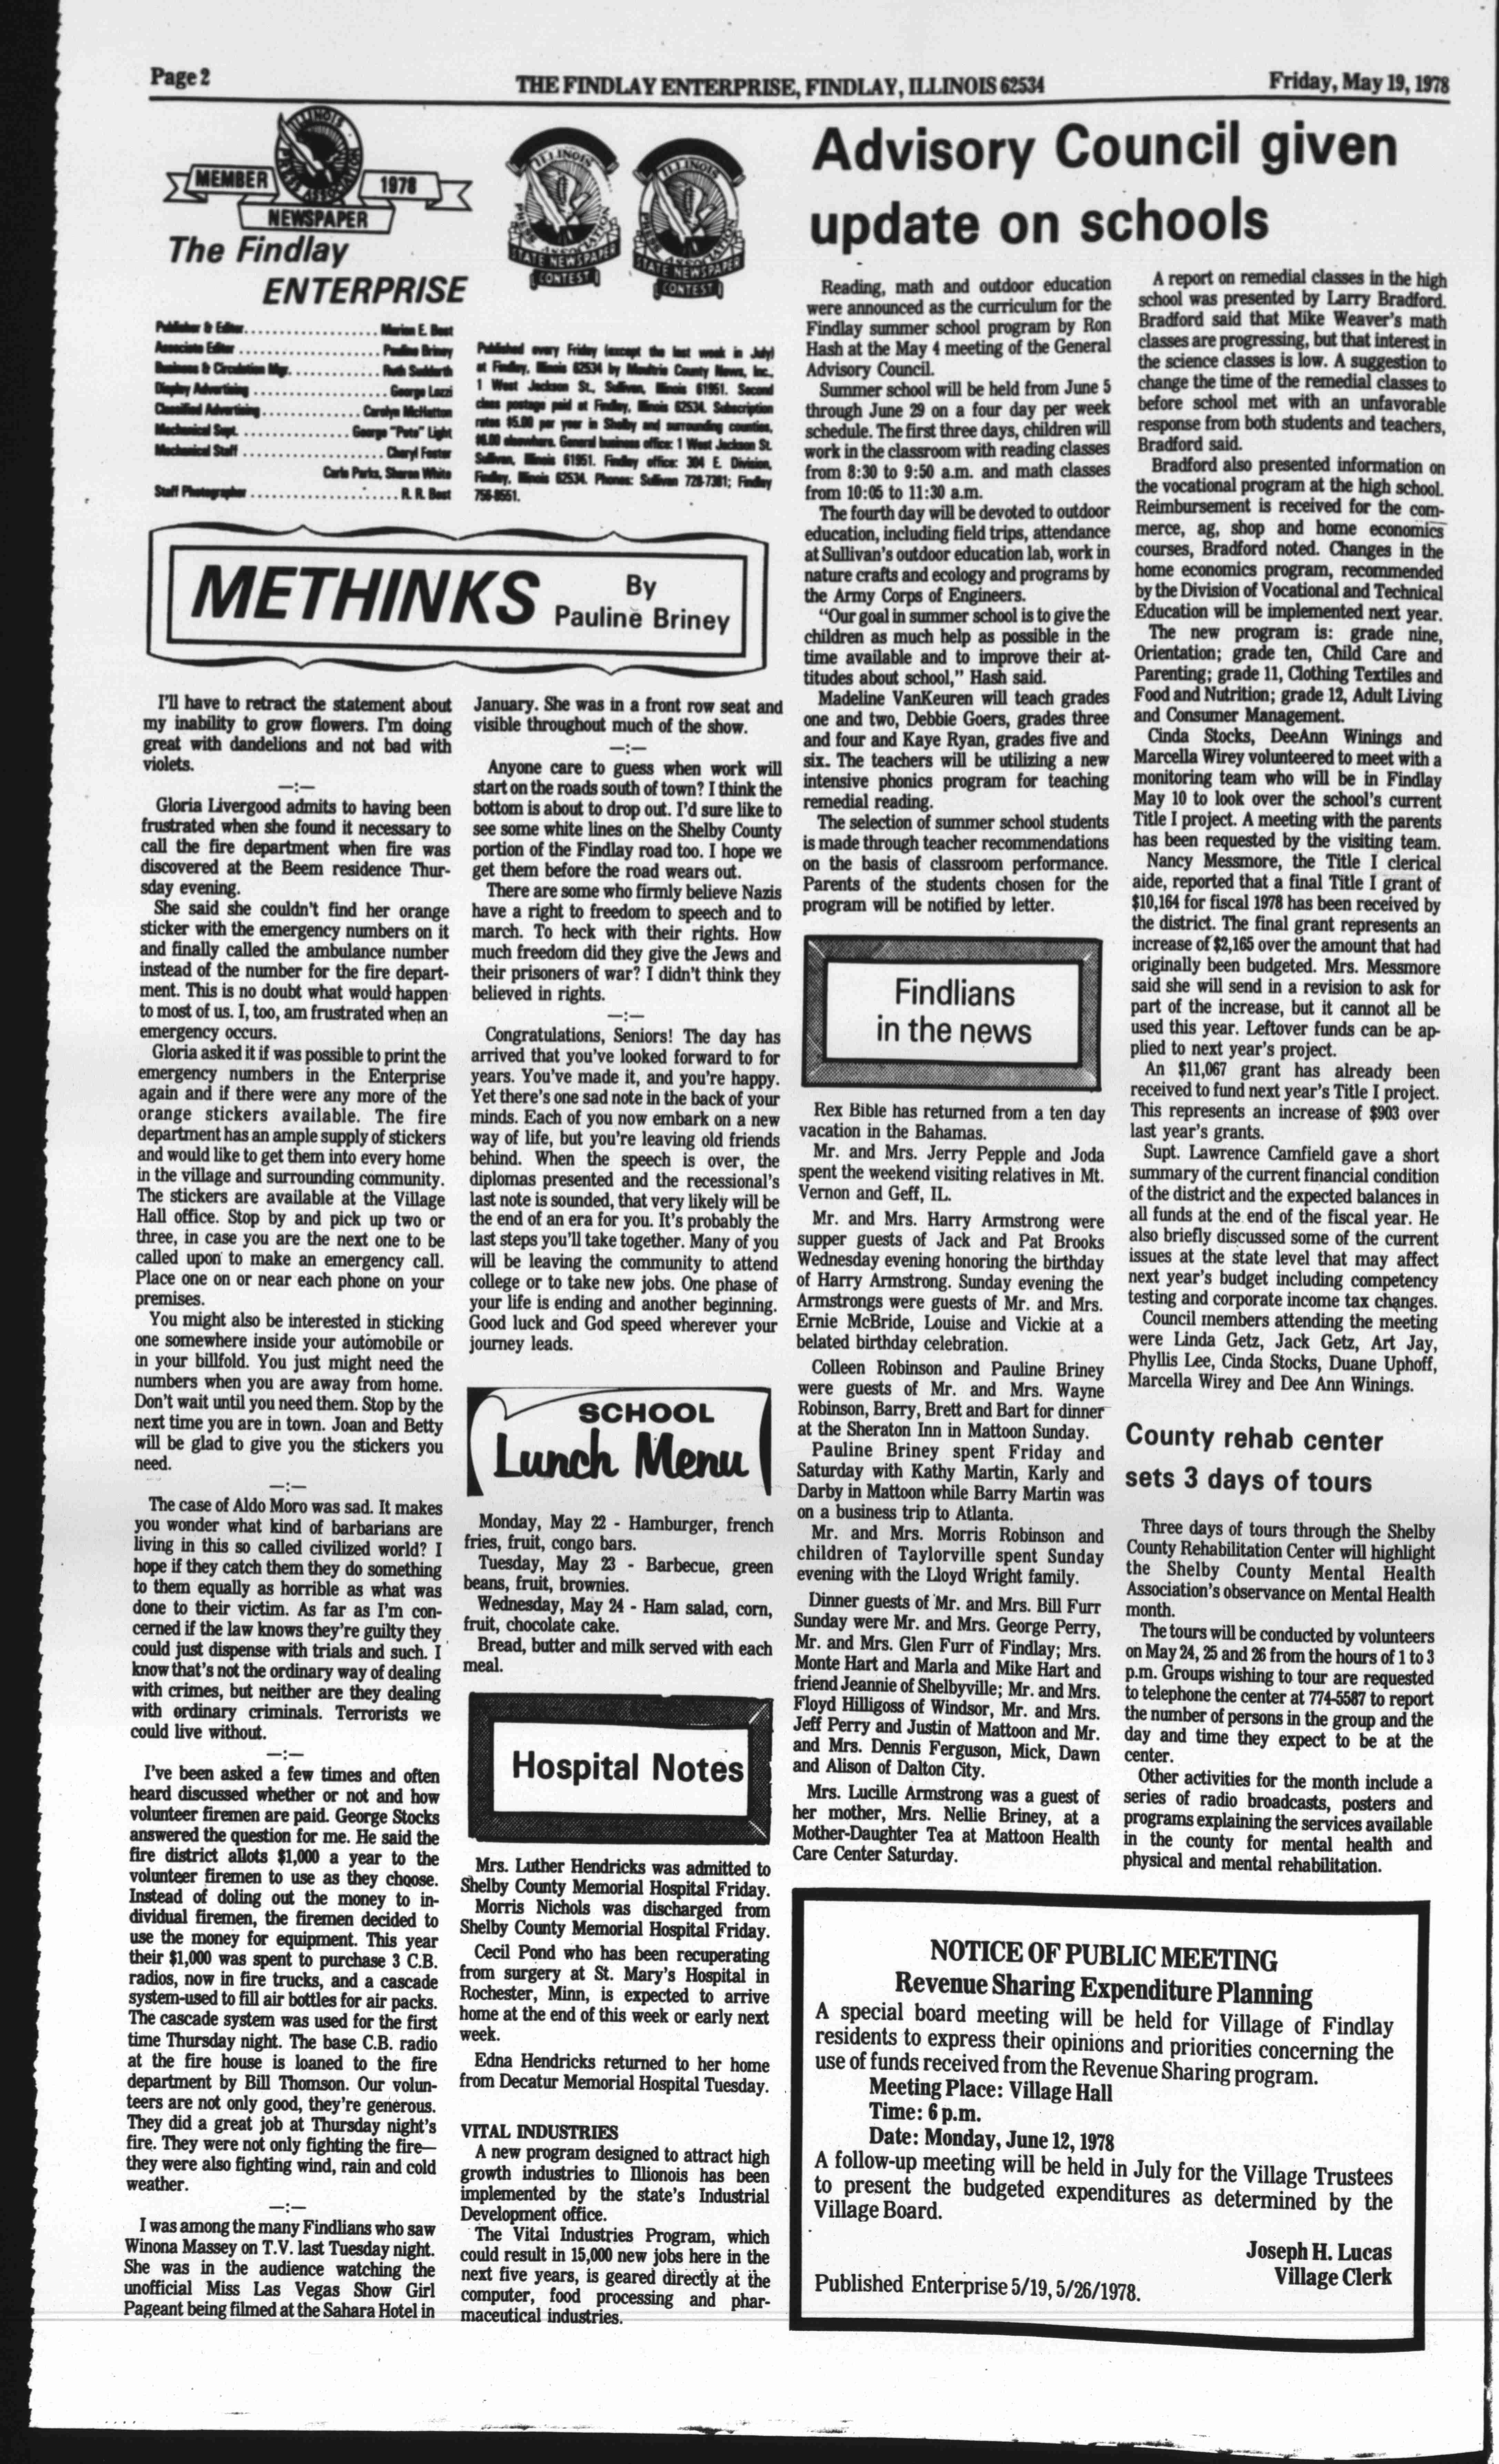 Page 2
THE FINDLAY ENTERPRISE, FINDLAY, ILLINOIS 62534
Friday, May 19, 1978
ILLINOIS
PRESS ASSOCIATION
MEMBER
1978
NEWSPAPER
The Findlay
ENTERPRISE
ILLINOIS
PRESS ASSOCIATION
STATE NEWSPAPER
CONTEST
ILLINOIS
PRESS ASSOCIATION
STATE NEWSPAPER
CONTEST
Publisher & Editor . . . . . . . . . . . . . . . . . Marion E. Best
Associate Editor . . . . . . . . . . . . . . . . . . Pauline Briney
Business & Circulation Mgr. . . . . . . . . . . . Ruth Suddarth
Display Advertising . . . . . . . . . . . . . . . . . George Lazzi
Classified Advertising . . . . . . . . . . . . . Carolyn McHatton
Mechanical Supt. . . . . . . . . . . . . . . George "Pete" Light
Mechanical Staff . . . . . . . . . . . . . . . . . . Cheryl Foster
Carla Parks, Sharon White
Staff Photographer . . . . . . . . . . . . . . . . . . . R. R. Best
Published every Friday (except the last week in July)
at Findlay, Illinois 62534 by Moultrie County News, Inc.,
1 West Jackson St., Sullivan, Illinois 61951. Second
class postage paid at Findlay, Illinois 62534. Subscription
rates $5.00 per year in Shelby and surrounding counties,
$6.00 elsewhere. General business office: 1 West Jackson St.
Sullivan, Illinois 61951. Findlay office: 304 E. Division,
Findlay, Illinois 62534. Phones: Sullivan 728-7381; Findlay
756-8551.
METHINKS
By
Pauline Briney
I'll have to retract the statement about
my inability to grow flowers. I'm doing
great with dandelions and not bad with
violets.
—:—
Gloria Livergood admits to having been
frustrated when she found it necessary to
call the fire department when fire was
discovered at the Beem residence Thur-
sday evening.
She said she couldn't find her orange
sticker with the emergency numbers on it
and finally called the ambulance number
instead of the number for the fire depart-
ment. This is no doubt what would happen
to most of us. I, too, am frustrated when an
emergency occurs.
Gloria asked it if was possible to print the
emergency numbers in the Enterprise
again and if there were any more of the
orange stickers available. The fire
department has an ample supply of stickers
and would like to get them into every home
in the village and surrounding community.
The stickers are available at the Village
Hall office. Stop by and pick up two or
three, in case you are the next one to be
called upon to make an emergency call.
Place one on or near each phone on your
premises.
You might also be interested in sticking
one somewhere inside your automobile or
in your billfold. You just might need the
numbers when you are away from home.
Don't wait until you need them. Stop by the
next time you are in town. Joan and Betty
will be glad to give you the stickers you
need.
—:—
The case of Aldo Moro was sad. It makes
you wonder what kind of barbarians are
living in this so called civilized world? I
hope if they catch them they do something
to them equally as horrible as what was
done to their victim. As far as I'm con-
cerned if the law knows they're guilty they
could just dispense with trials and such. I
know that's not the ordinary way of dealing
with crimes, but neither are they dealing
with ordinary criminals. Terrorists we
could live without.
—:—
I've been asked a few times and often
heard discussed whether or not and how
volunteer firemen are paid. George Stocks
answered the question for me. He said the
fire district allots $1,000 a year to the
volunteer firemen to use as they choose.
Instead of doling out the money to in-
dividual firemen, the firemen decided to
use the money for equipment. This year
their $1,000 was spent to purchase 3 C.B.
radios, now in fire trucks, and a cascade
system-used to fill air bottles for air packs.
The cascade system was used for the first
time Thursday night. The base C.B. radio
at the fire house is loaned to the fire
department by Bill Thomson. Our volun-
teers are not only good, they're generous.
They did a great job at Thursday night's
fire. They were not only fighting the fire—
they were also fighting wind, rain and cold
weather.
—:—
I was among the many Findlians who saw
Winona Massey on T.V. last Tuesday night.
She was in the audience watching the
unofficial Miss Las Vegas Show Girl
Pageant being filmed at the Sahara Hotel in
January. She was in a front row seat and
visible throughout much of the show.
—:—
Anyone care to guess when work will
start on the roads south of town? I think the
bottom is about to drop out. I'd sure like to
see some white lines on the Shelby County
portion of the Findlay road too. I hope we
get them before the road wears out.
There are some who firmly believe Nazis
have a right to freedom to speech and to
march. To heck with their rights. How
much freedom did they give the Jews and
their prisoners of war? I didn't think they
believed in rights.
—:—
Congratulations, Seniors! The day has
arrived that you've looked forward to for
years. You've made it, and you're happy.
Yet there's one sad note in the back of your
minds. Each of you now embark on a new
way of life, but you're leaving old friends
behind. When the speech is over, the
diplomas presented and the recessional's
last note is sounded, that very likely will be
the end of an era for you. It's probably the
last steps you'll take together. Many of you
will be leaving the community to attend
college or to take new jobs. One phase of
your life is ending and another beginning.
Good luck and God speed wherever your
journey leads.
SCHOOL
Lunch Menu
Monday, May 22 - Hamburger, french
fries, fruit, congo bars.
Tuesday, May 23 - Barbecue, green
beans, fruit, brownies.
Wednesday, May 24 - Ham salad, corn,
fruit, chocolate cake.
Bread, butter and milk served with each
meal.
Hospital Notes
Mrs. Luther Hendricks was admitted to
Shelby County Memorial Hospital Friday.
Morris Nichols was discharged from
Shelby County Memorial Hospital Friday.
Cecil Pond who has been recuperating
from surgery at St. Mary's Hospital in
Rochester, Minn, is expected to arrive
home at the end of this week or early next
week.
Edna Hendricks returned to her home
from Decatur Memorial Hospital Tuesday.
VITAL INDUSTRIES
A new program designed to attract high
growth industries to Illionois has been
implemented by the state's Industrial
Development office.
The Vital Industries Program, which
could result in 15,000 new jobs here in the
next five years, is geared directly at the
computer, food processing and phar-
maceutical industries.
Advisory Council given
update on schools
Reading, math and outdoor education
were announced as the curriculum for the
Findlay summer school program by Ron
Hash at the May 4 meeting of the General
Advisory Council.
Summer school will be held from June 5
through June 29 on a four day per week
schedule. The first three days, children will
work in the classroom with reading classes
from 8:30 to 9:50 a.m. and math classes
from 10:05 to 11:30 a.m.
The fourth day will be devoted to outdoor
education, including field trips, attendance
at Sullivan's outdoor education lab, work in
nature crafts and ecology and programs by
the Army Corps of Engineers.
"Our goal in summer school is to give the
children as much help as possible in the
time available and to improve their at-
titudes about school," Hash said.
Madeline VanKeuren will teach grades
one and two, Debbie Goers, grades three
and four and Kaye Ryan, grades five and
six. The teachers will be utilizing a new
intensive phonics program for teaching
remedial reading.
The selection of summer school students
is made through teacher recommendations
on the basis of classroom performance.
Parents of the students chosen for the
program will be notified by letter.
Findlians
in the news
Rex Bible has returned from a ten day
vacation in the Bahamas.
Mr. and Mrs. Jerry Pepple and Joda
spent the weekend visiting relatives in Mt.
Vernon and Geff, IL.
Mr. and Mrs. Harry Armstrong were
supper guests of Jack and Pat Brooks
Wednesday evening honoring the birthday
of Harry Armstrong. Sunday evening the
Armstrongs were guests of Mr. and Mrs.
Ernie McBride, Louise and Vickie at a
belated birthday celebration.
Colleen Robinson and Pauline Briney
were guests of Mr. and Mrs. Wayne
Robinson, Barry, Brett and Bart for dinner
at the Sheraton Inn in Mattoon Sunday.
Pauline Briney spent Friday and
Saturday with Kathy Martin, Karly and
Darby in Mattoon while Barry Martin was
on a business trip to Atlanta.
Mr. and Mrs. Morris Robinson and
children of Taylorville spent Sunday
evening with the Lloyd Wright family.
Dinner guests of Mr. and Mrs. Bill Furr
Sunday were Mr. and Mrs. George Perry,
Mr. and Mrs. Glen Furr of Findlay; Mrs.
Monte Hart and Marla and Mike Hart and
friend Jeannie of Shelbyville; Mr. and Mrs.
Floyd Hilligoss of Windsor, Mr. and Mrs.
Jeff Perry and Justin of Mattoon and Mr.
and Mrs. Dennis Ferguson, Mick, Dawn
and Alison of Dalton City.
Mrs. Lucille Armstrong was a guest of
her mother, Mrs. Nellie Briney, at a
Mother-Daughter Tea at Mattoon Health
Care Center Saturday.
A report on remedial classes in the high
school was presented by Larry Bradford.
Bradford said that Mike Weaver's math
classes are progressing, but that interest in
the science classes is low. A suggestion to
change the time of the remedial classes to
before school met with an unfavorable
response from both students and teachers,
Bradford said.
Bradford also presented information on
the vocational program at the high school.
Reimbursement is received for the com-
merce, ag, shop and home economics
courses, Bradford noted. Changes in the
home economics program, recommended
by the Division of Vocational and Technical
Education will be implemented next year.
The new program is: grade nine,
Orientation; grade ten, Child Care and
Parenting; grade 11, Clothing Textiles and
Food and Nutrition; grade 12, Adult Living
and Consumer Management.
Cinda Stocks, DeeAnn Winings and
Marcella Wirey volunteered to meet with a
monitoring team who will be in Findlay
May 10 to look over the school's current
Title I project. A meeting with the parents
has been requested by the visiting team.
Nancy Messmore, the Title I clerical
aide, reported that a final Title I grant of
$10,164 for fiscal 1978 has been received by
the district. The final grant represents an
increase of $2,165 over the amount that had
originally been budgeted. Mrs. Messmore
said she will send in a revision to ask for
part of the increase, but it cannot all be
used this year. Leftover funds can be ap-
plied to next year's project.
An $11,067 grant has already been
received to fund next year's Title I project.
This represents an increase of $903 over
last year's grants.
Supt. Lawrence Camfield gave a short
summary of the current financial condition
of the district and the expected balances in
all funds at the end of the fiscal year. He
also briefly discussed some of the current
issues at the state level that may affect
next year's budget including competency
testing and corporate income tax changes.
Council members attending the meeting
were Linda Getz, Jack Getz, Art Jay,
Phyllis Lee, Cinda Stocks, Duane Uphoff,
Marcella Wirey and Dee Ann Winings.
County rehab center
sets 3 days of tours
Three days of tours through the Shelby
County Rehabilitation Center will highlight
the Shelby County Mental Health
Association's observance on Mental Health
month.
The tours will be conducted by volunteers
on May 24, 25 and 26 from the hours of 1 to 3
p.m. Groups wishing to tour are requested
to telephone the center at 774-5587 to report
the number of persons in the group and the
day and time they expect to be at the
center.
Other activities for the month include a
series of radio broadcasts, posters and
programs explaining the services available
in the county for mental health and
physical and mental rehabilitation.
NOTICE OF PUBLIC MEETING
Revenue Sharing Expenditure Planning
A special board meeting will be held for Village of Findlay
residents to express their opinions and priorities concerning the
use of funds received from the Revenue Sharing program.
Meeting Place: Village Hall
Time: 6 p.m.
Date: Monday, June 12, 1978
A follow-up meeting will be held in July for the Village Trustees
to present the budgeted expenditures as determined by the
Village Board.
Joseph H. Lucas
Village Clerk
Published Enterprise 5/19, 5/26/1978.